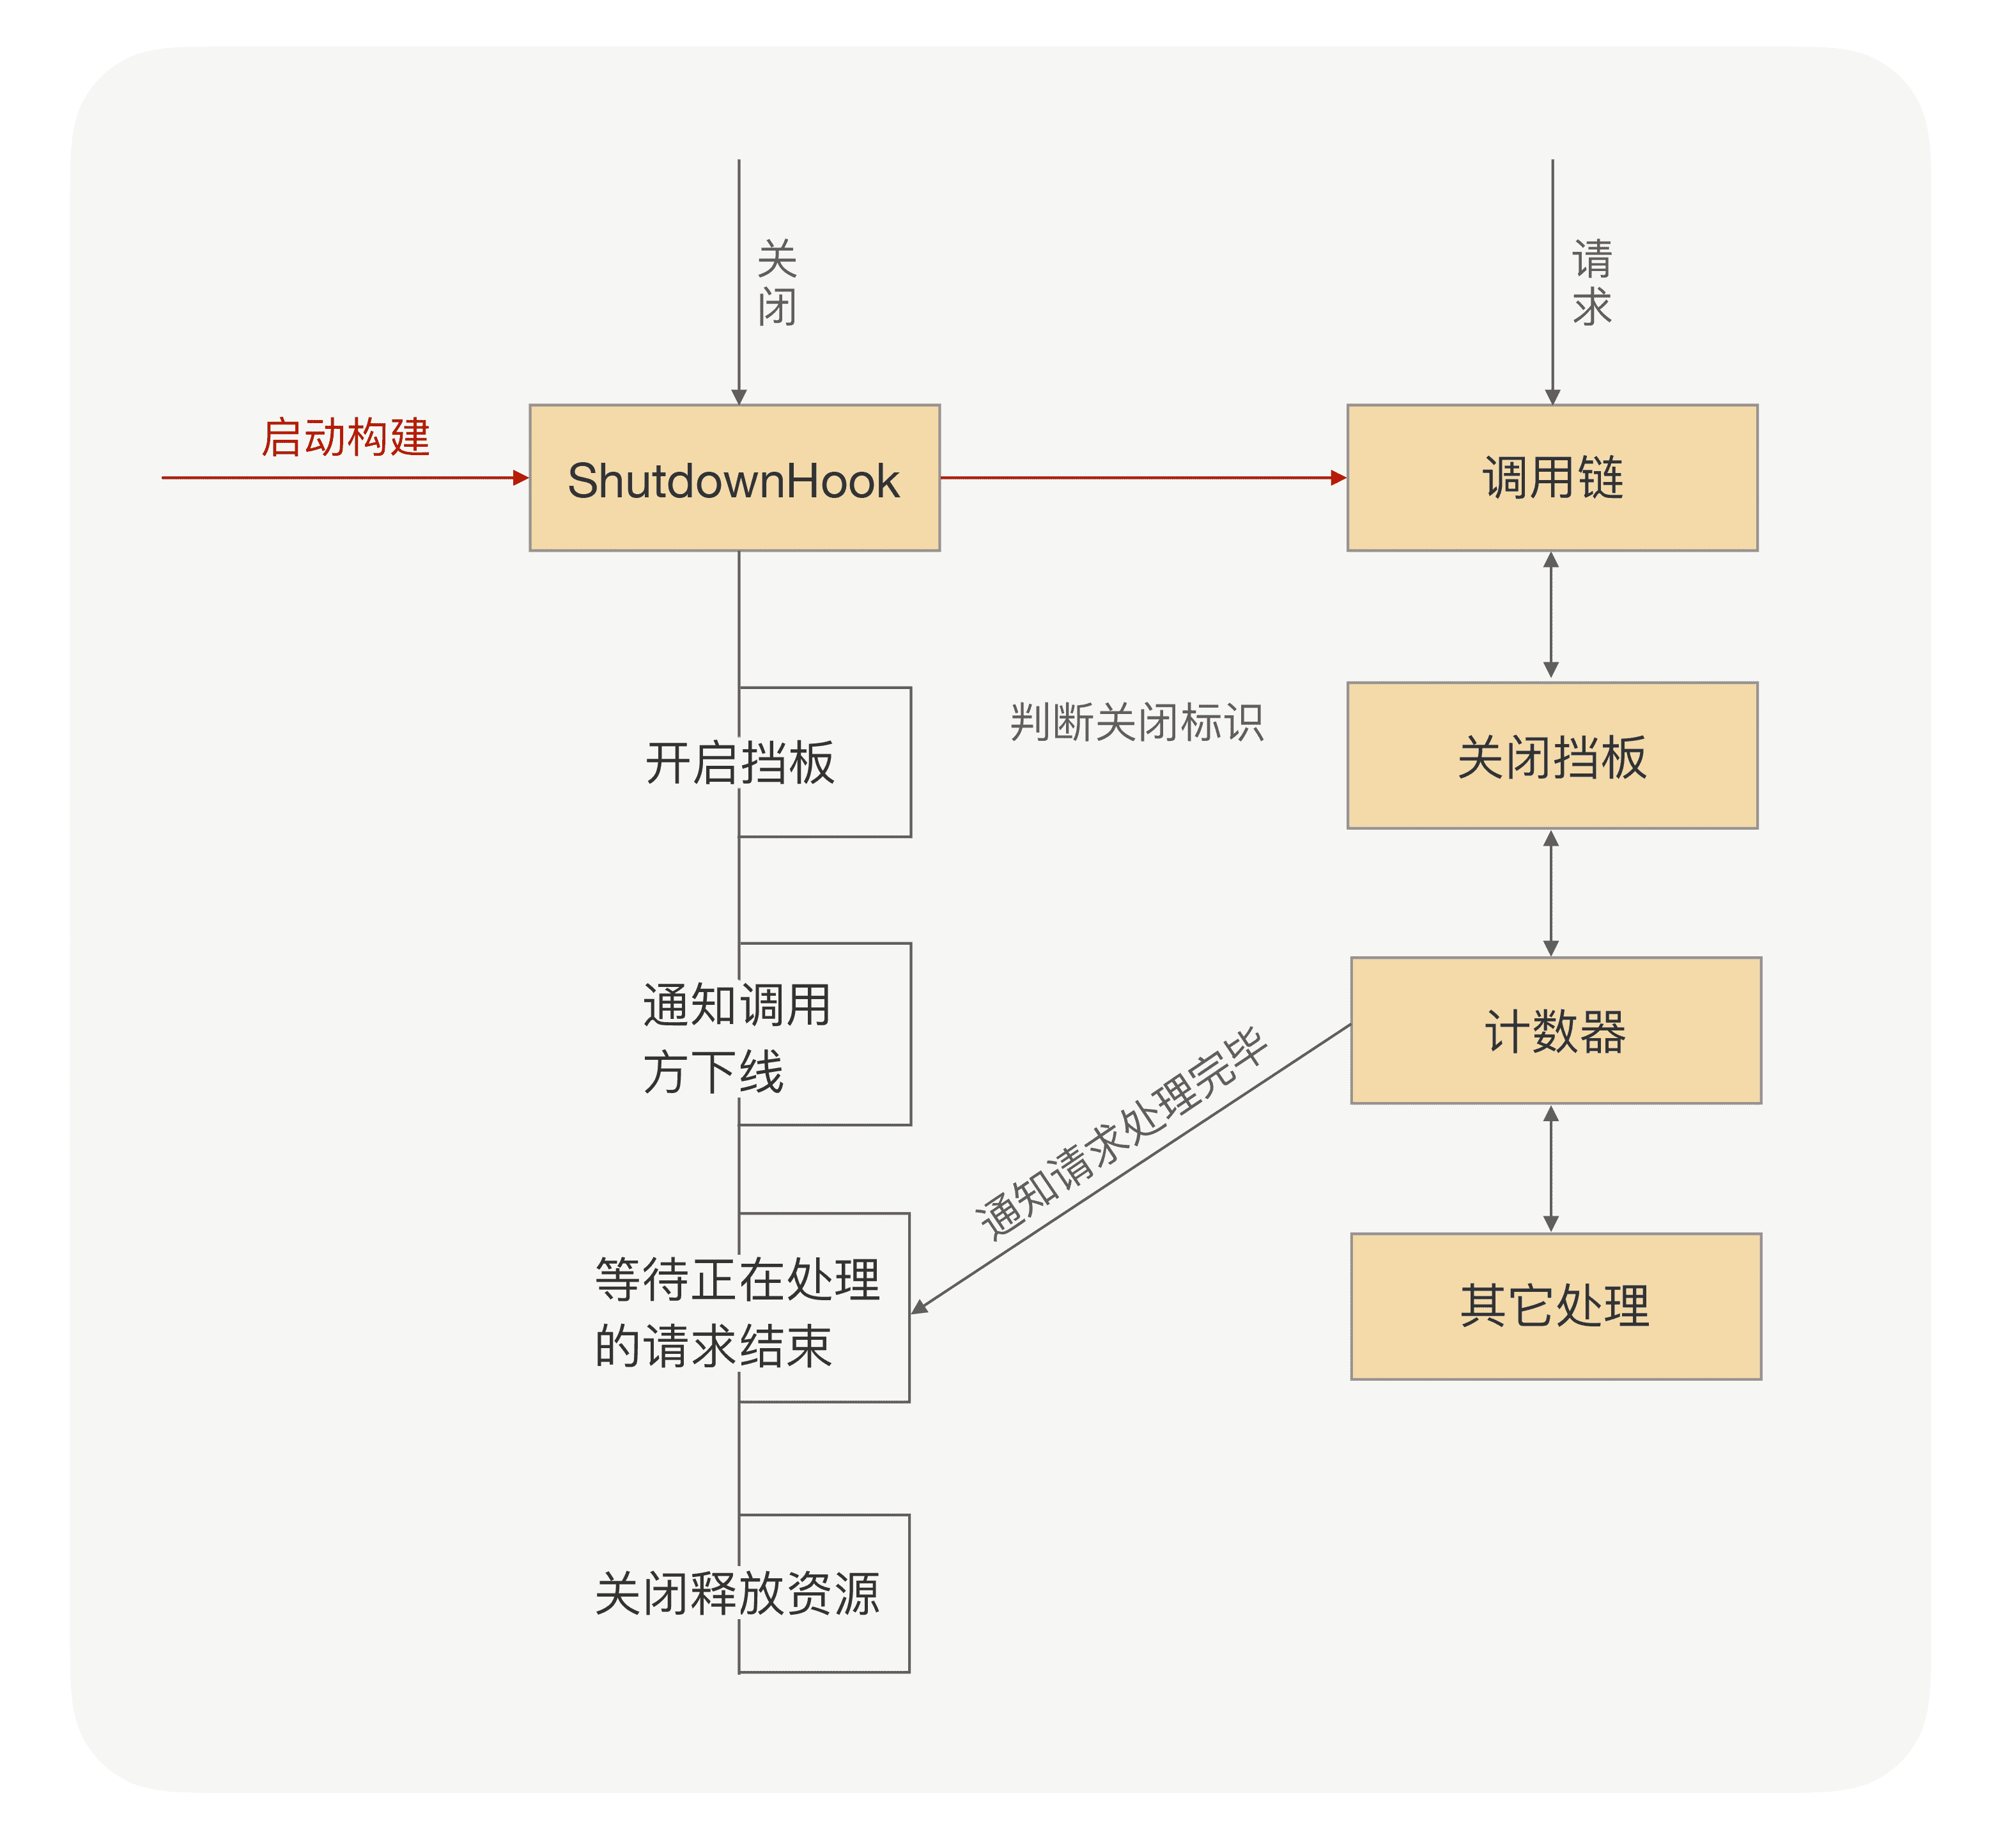 关闭
请求
启动构建
ShutdownHook
调用链
判断关闭标识
开启挡板
关闭挡板
通知调用
方下线
计数器
通知请求处理完毕
等待正在处理
的请求结束
其它处理
关闭释放资源